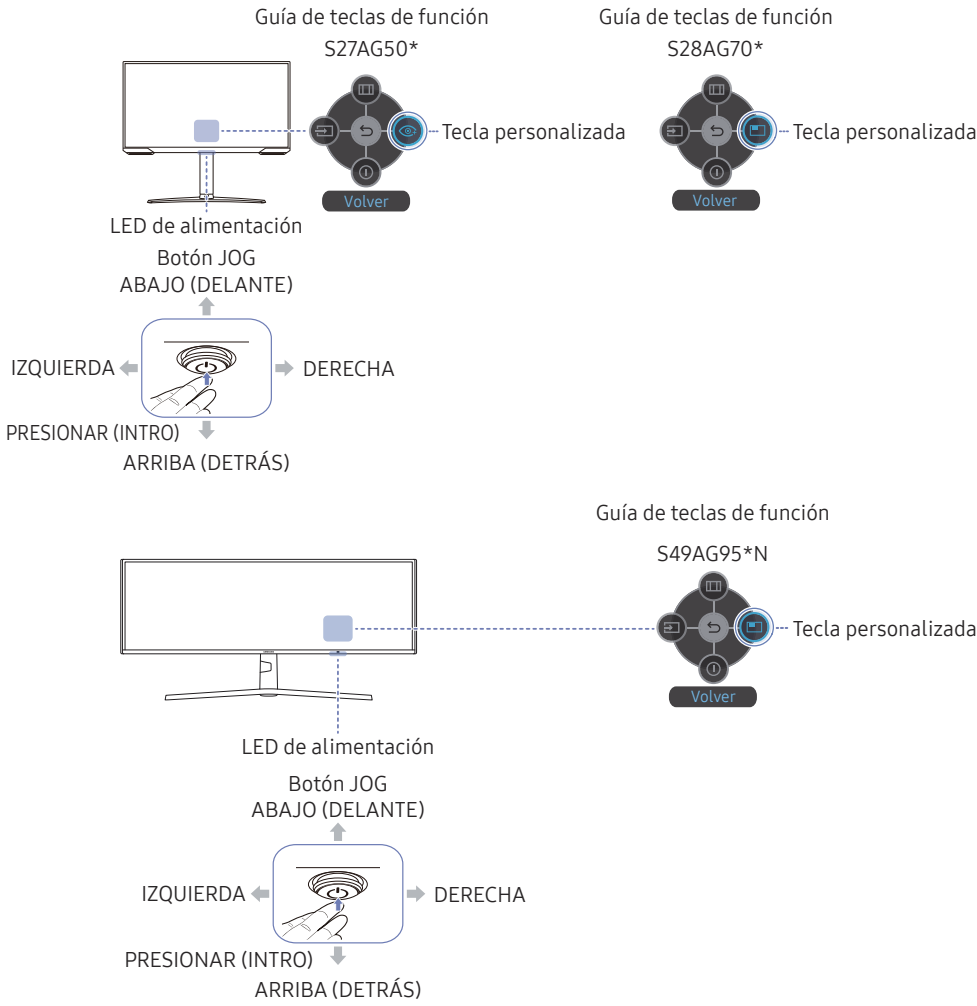 Guía de teclas de función
S27AG50*
Tecla personalizada
Volver
Guía de teclas de función
S28AG70*
Tecla personalizada
Volver
LED de alimentación
Botón JOG
ABAJO (DELANTE)
IZQUIERDA
DERECHA
PRESIONAR (INTRO)
ARRIBA (DETRÁS)
Guía de teclas de función
S49AG95*N
Tecla personalizada
Volver
LED de alimentación
Botón JOG
ABAJO (DELANTE)
IZQUIERDA
DERECHA
PRESIONAR (INTRO)
ARRIBA (DETRÁS)